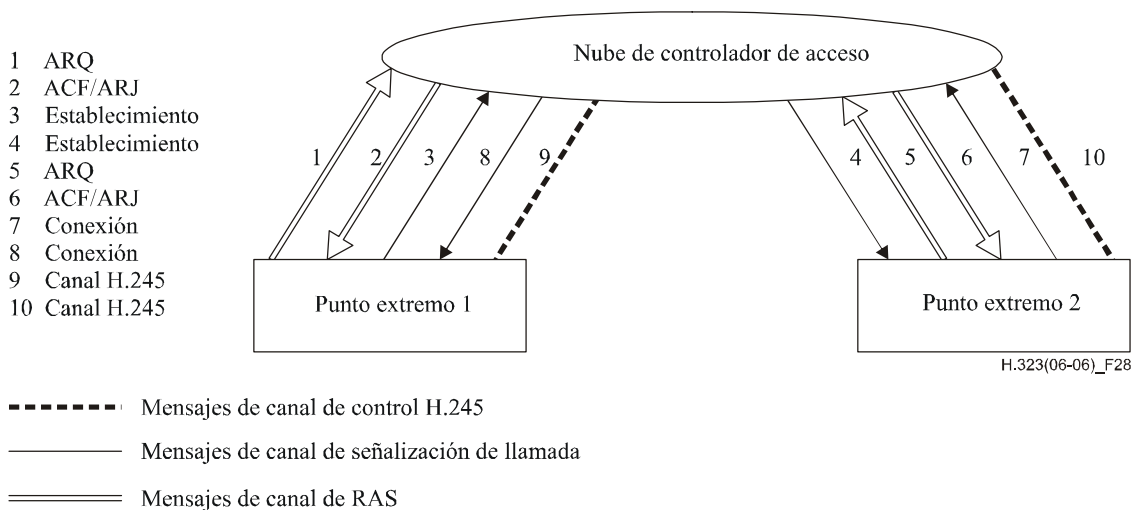 Nube de controlador de acceso
1 ARQ
2 ACF/ARJ
3 Establecimiento
4 Establecimiento
5 ARQ
6 ACF/ARJ
7 Conexión
8 Conexión
9 Canal H.245
10 Canal H.245
1 2 3 8 9 4 5 6 7 10
Punto extremo 1
Punto extremo 2
H.323(06-06)_F28
Mensajes de canal de control H.245
Mensajes de canal de señalización de llamada
Mensajes de canal de RAS